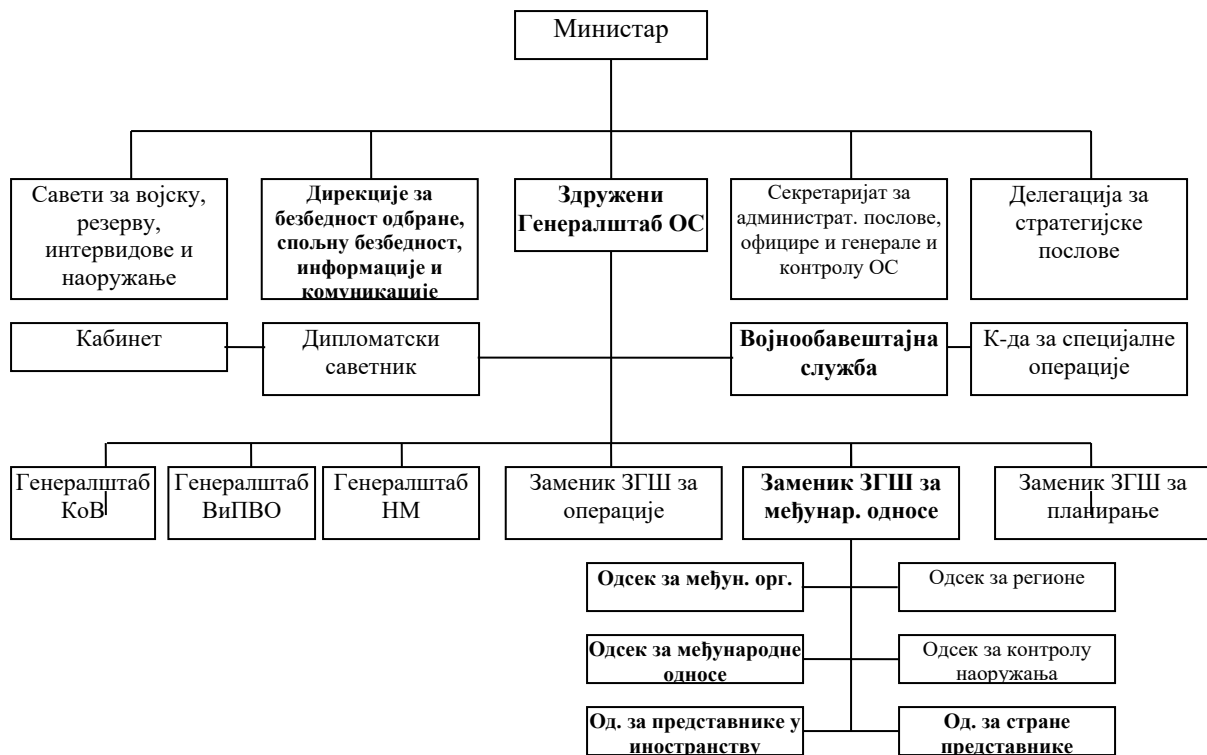 Министар
Савети за војску,
резерву,
интервидове и
наоружање
Дирекције за
безбедност одбране,
спољну безбедност,
информације и
комуникације
Здружени
Генералштаб ОС
Секретаријат за
администрат. послове,
официре и генерале и
контролу ОС
Делегација за
стратегијске
послове
Кабинет
Дипломатски
саветник
Војнообавештајна
служба
К-да за специјалне
операције
Генералштаб
КоВ
Генералштаб
ВиПВО
Генералштаб
НМ
Заменик ЗГШ за
операције
Заменик ЗГШ за
међунар. односе
Заменик ЗГШ за
планирање
Одсек за међун. орг.
Одсек за регионе
Одсек за међународне
односе
Одсек за контролу
наоружања
Од. за представнике у
иностранству
Од. за стране
представнике